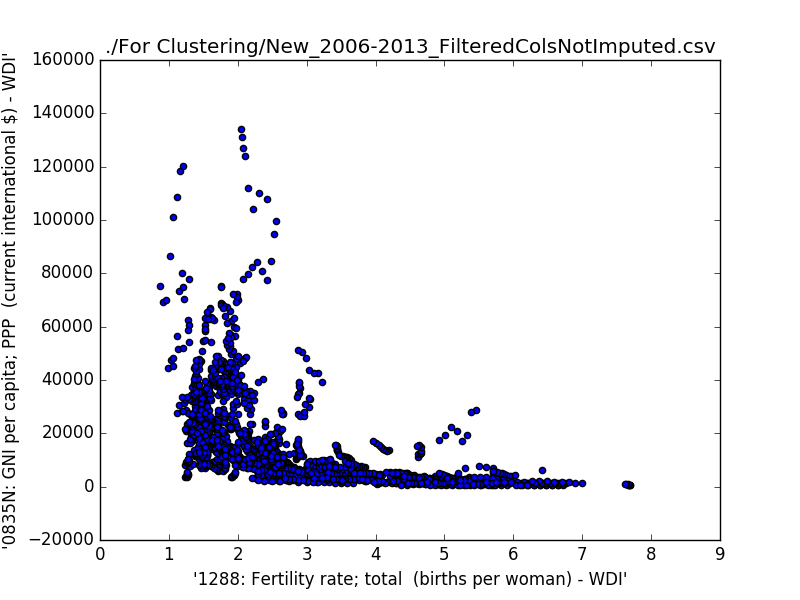 ./For Clustering/New_2006-2013_FilteredColsNotImputed.csv
'0835N: GNI per capita; PPP  (current international $) - WDI'
160000
140000
120000
100000
80000
60000
40000
20000
0
−20000
0 1 2 3 4 5 6 7 8 9
'1288: Fertility rate; total  (births per woman) - WDI'